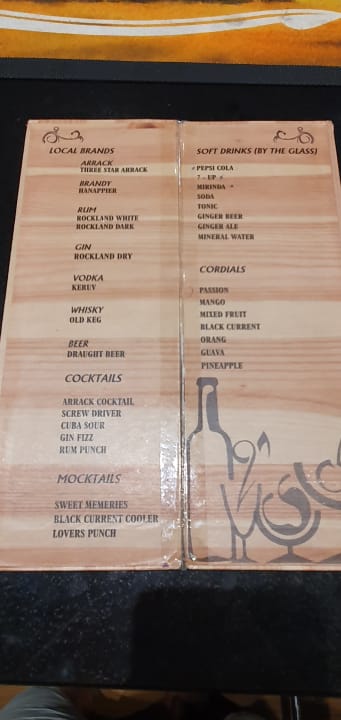 LOCAL BRANDS
ARRACK
THREE STAR ARRACK
BRANDY
HANAPPIER
RUM
ROCKLAND WHITE
ROCKLAND DARK
GIN
ROCKLAND DRY
VODKA
KERUV
WHISKY
OLD KEG
BEER
DRAUGHT BEER
COCKTAILS
ARRACK COCKTAIL
SCREW DRIVER
CUBA SOUR
GIN FIZZ
RUM PUNCH
MOCKTAILS
SWEET MEMERIES
BLACK CURRENT COOLER
LOVERS PUNCH
SOFT DRINKS (BY THE GLASS)
PEPSI COLA
7 - UP
MIRINDA
SODA
TONIC
GINGER BEER
GINGER ALE
MINERAL WATER
CORDIALS
PASSION
MANGO
MIXED FRUIT
BLACK CURRENT
ORANG
GUAVA
PINEAPPLE